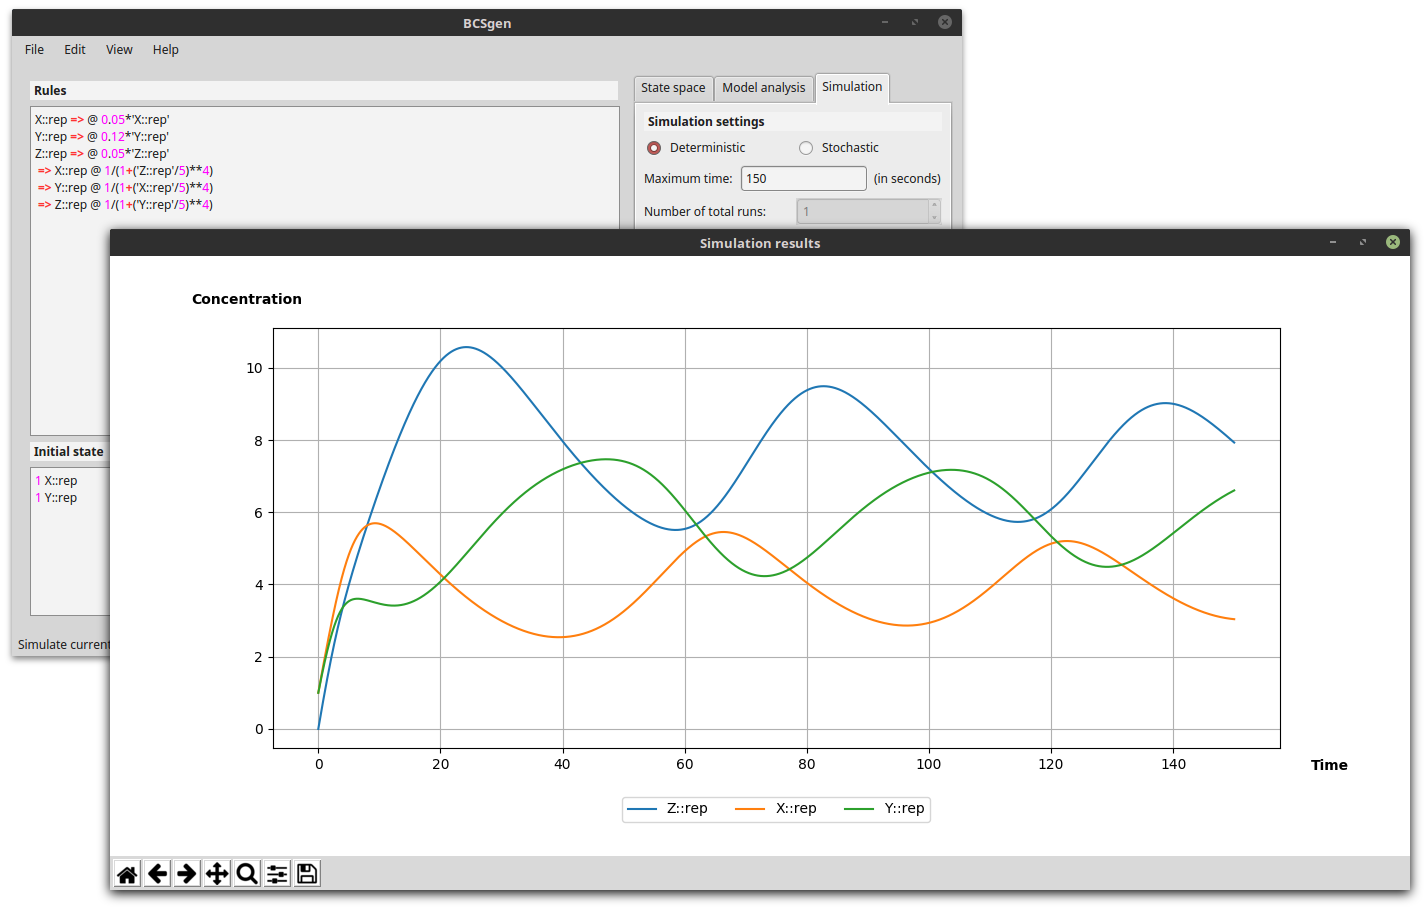 BCSgen
File Edit View Help
Rules
X::rep => @ 0.05*'X::rep'
Y::rep => @ 0.12*'Y::rep'
Z::rep => @ 0.05*'Z::rep'
=> X::rep @ 1/(1+('Z::rep'/5)**4)
=> Y::rep @ 1/(1+('X::rep'/5)**4)
=> Z::rep @ 1/(1+('Y::rep'/5)**4)
State space Model analysis Simulation
Simulation settings
Deterministic Stochastic
Maximum time: 150 (in seconds)
Number of total runs: 1
Initial state
1 X::rep
1 Y::rep
Simulate current
Simulation results
Concentration
10
8
6
4
2
0
0 20 40 60 80 100 120 140
Time
Z::rep X::rep Y::rep